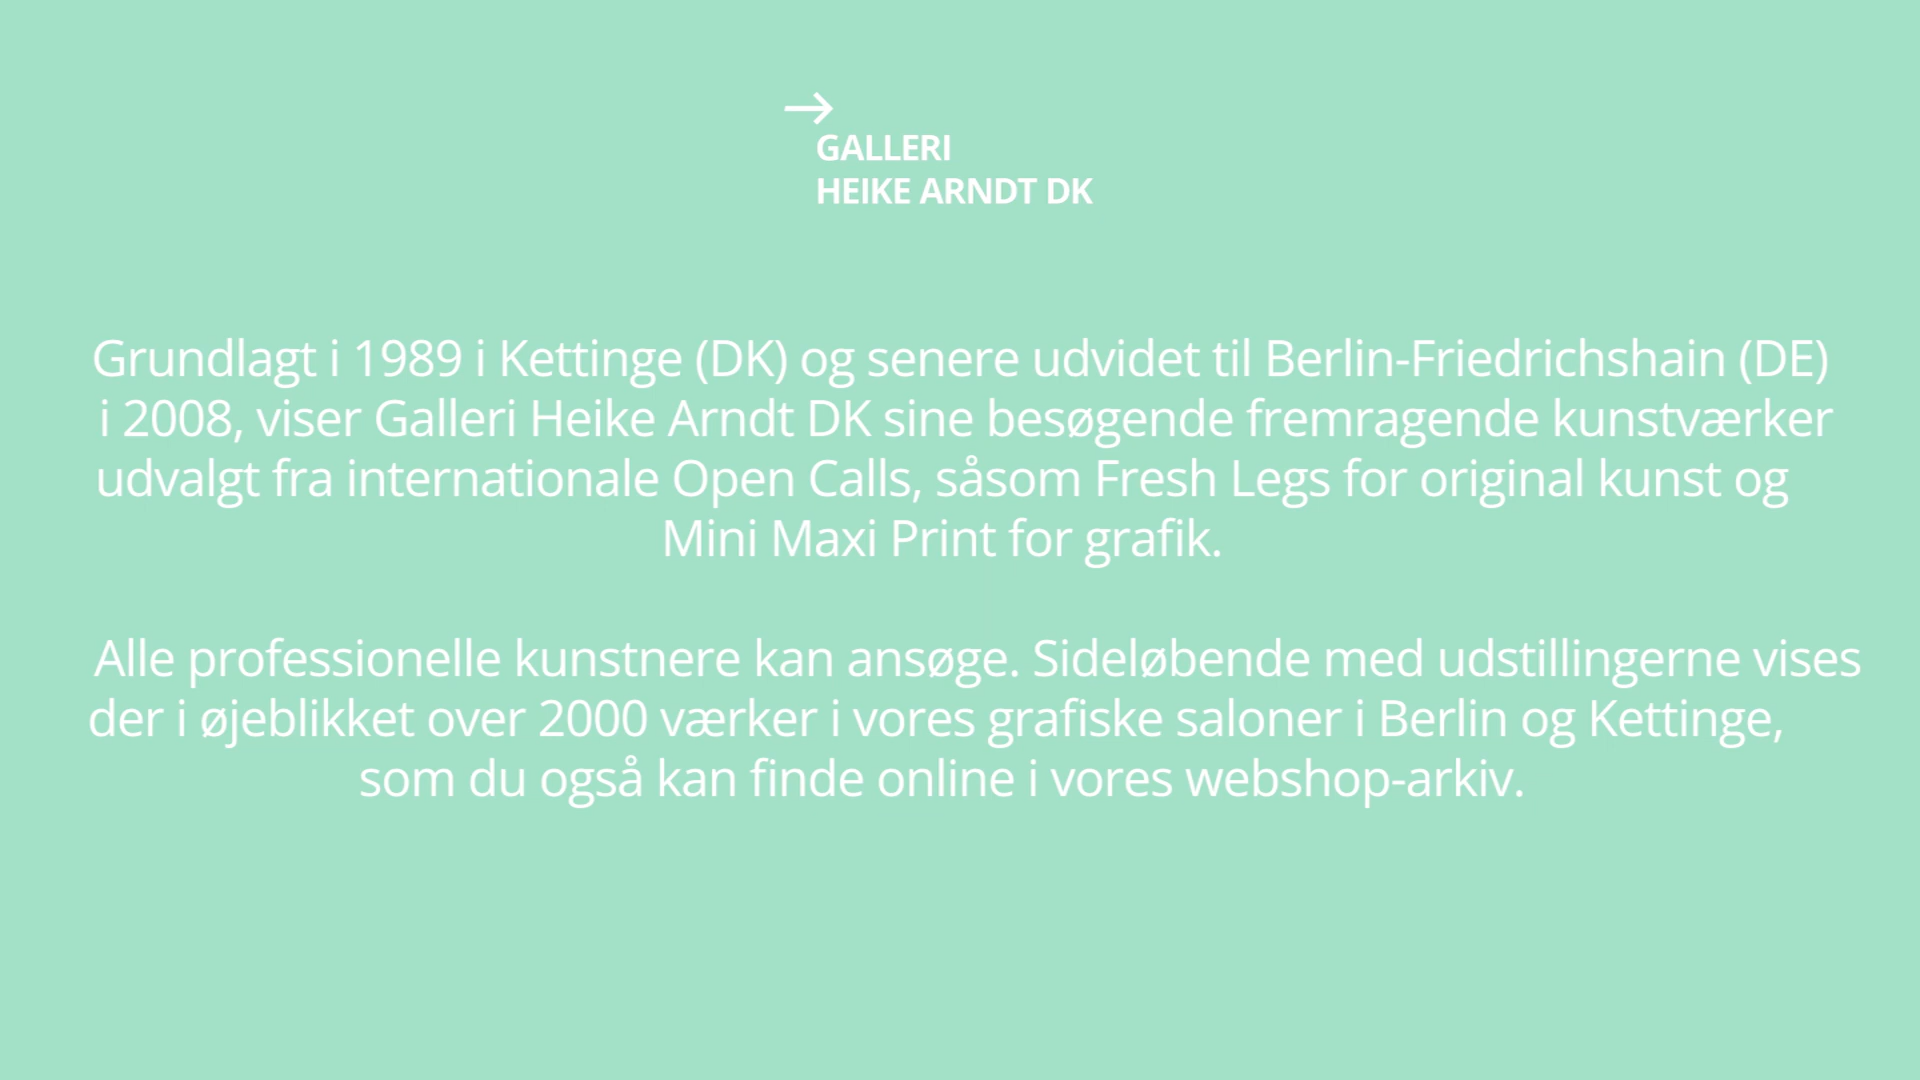 →
GALLERI
HEIKE ARNDT DK
Grundlagt i 1989 i Kettinge (DK) og senere udvidet til Berlin-Friedrichshain (DE)
i 2008, viser Galleri Heike Arndt DK sine besøgende fremragende kunstværker
udvalgt fra internationale Open Calls, såsom Fresh Legs for original kunst og
Mini Maxi Print for grafik.
Alle professionelle kunstnere kan ansøge. Sideløbende med udstillingerne vises
der i øjeblikket over 2000 værker i vores grafiske saloner i Berlin og Kettinge,
som du også kan finde online i vores webshop-arkiv.